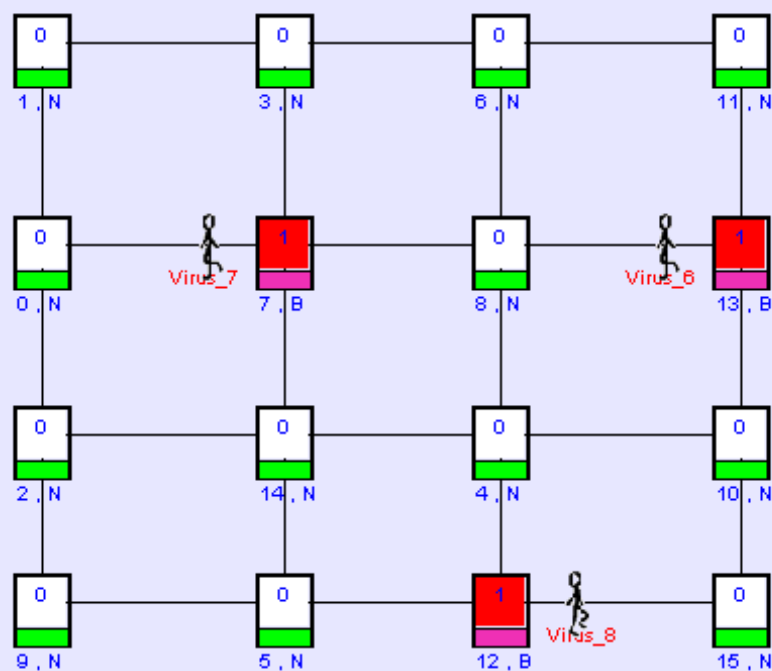 0 0 0 0
1 , N 3 , N 6 , N 11 , N
0 1 0 1
Virus_7 Virus_6
0 , N 7 , B 8 , N 13 , B
0 0 0 0
2 , N 14 , N 4 , N 10 , N
0 0 1 0
Virus_8
9 , N 5 , N 12 , B 15 , N